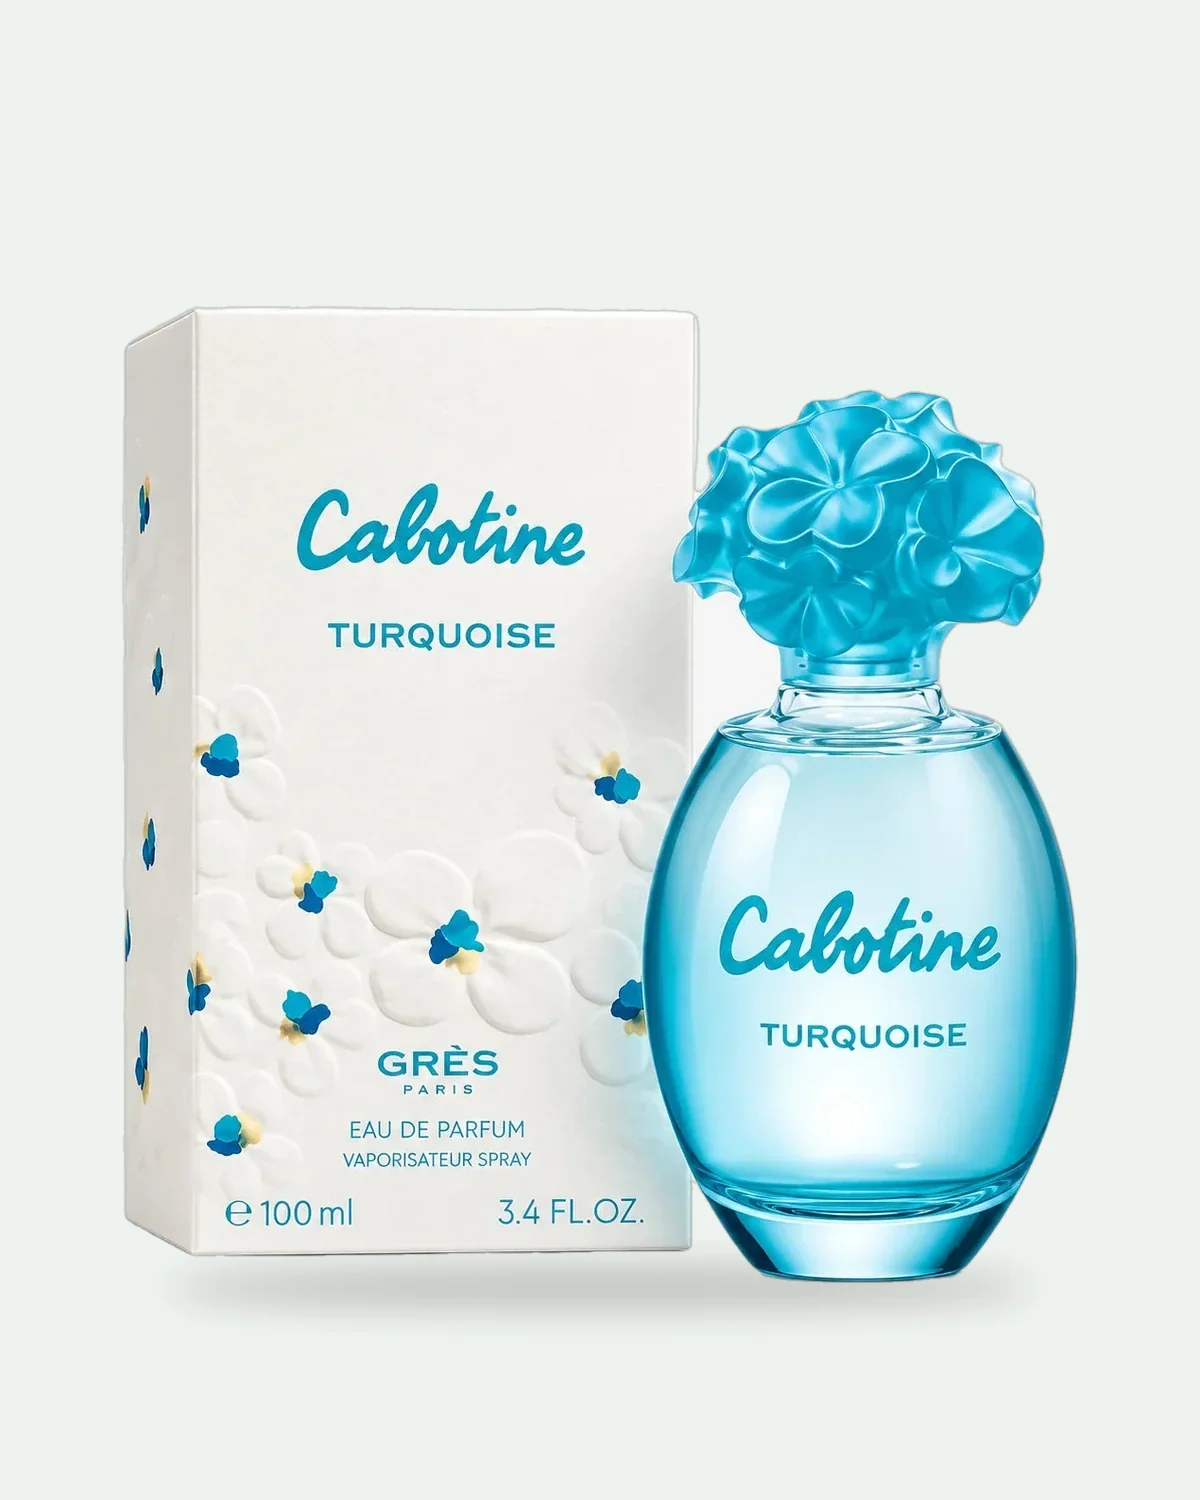 Cabotine
TURQUOISE
GRÈS
PARIS
EAU DE PARFUM
VAPORISATEUR SPRAY
℮ 100 ml 3.4 FL.OZ.
Cabotine
TURQUOISE